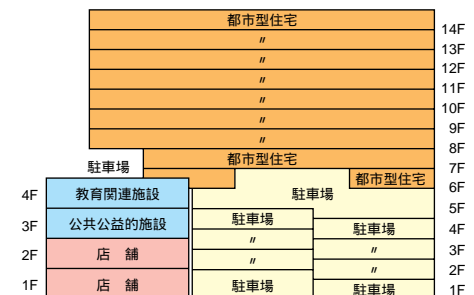 都市型住宅
14F
〃
13F
〃
12F
〃
11F
〃
10F
〃
9F
〃
8F
都市型住宅
7F
駐車場
都市型住宅
6F
4F
教育関連施設
駐車場
5F
3F
公共公益的施設
駐車場
駐車場
4F
〃
〃
3F
2F
店 舗
〃
〃
2F
1F
店 舗
駐車場
駐車場
1F